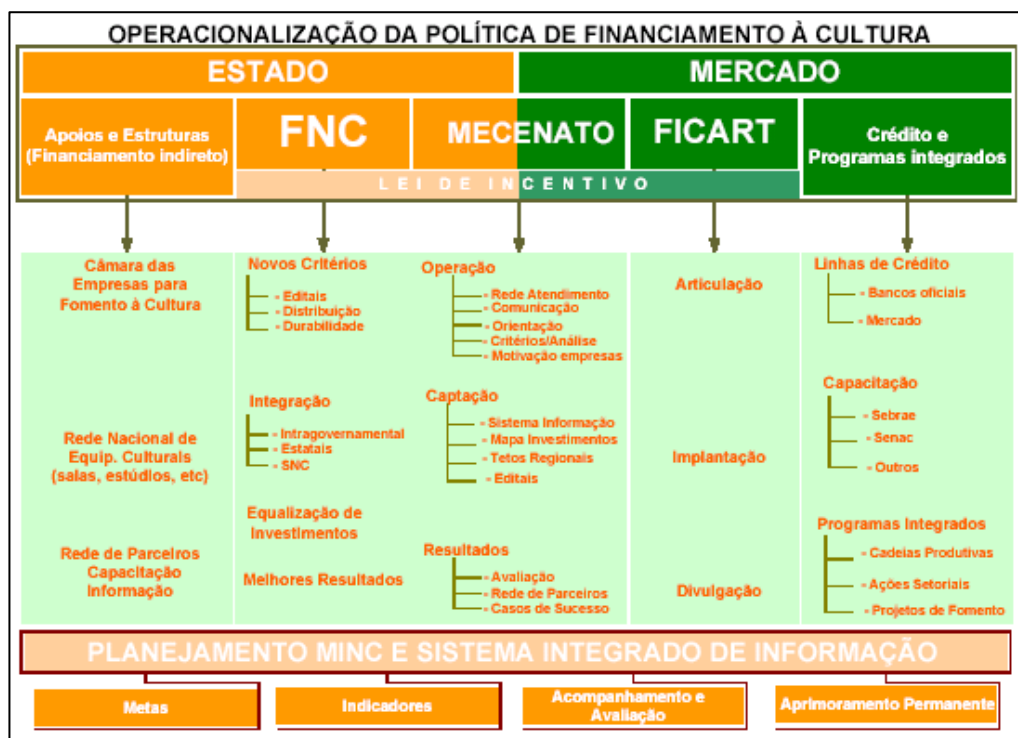 OPERACIONALIZAÇÃO DA POLÍTICA DE FINANCIAMENTO À CULTURA
ESTADO
MERCADO
Apoios e Estruturas
(Financiamento indireto)
FNC
MECENATO
FICART
Crédito e
Programas integrados
LEI DE INCENTIVO
Câmara das
Empresas para
Fomento à Cultura
Rede Nacional de
Equip. Culturais
(salas, estúdios, etc)
Rede de Parceiros
Capacitação
Informação
Novos Critérios
- Editais
- Distribuição
- Durabilidade
Integração
- Intragovernamental
- Estatais
- SNC
Equalização de
Investimentos
Melhores Resultados
Operação
- Rede Atendimento
- Comunicação
- Orientação
- Critérios/Análise
- Motivação empresas
Captação
- Sistema Informação
- Mapa Investimentos
- Tetos Regionais
- Editais
Resultados
- Avaliação
- Rede de Parceiros
- Casos de Sucesso
Articulação
Implantação
Divulgação
Linhas de Crédito
- Bancos oficiais
- Mercado
Capacitação
- Sebrae
- Senac
- Outros
Programas Integrados
- Cadeias Produtivas
- Ações Setoriais
- Projetos de Fomento
PLANEJAMENTO MINC E SISTEMA INTEGRADO DE INFORMAÇÃO
Metas
Indicadores
Acompanhamento e
Avaliação
Aprimoramento Permanente